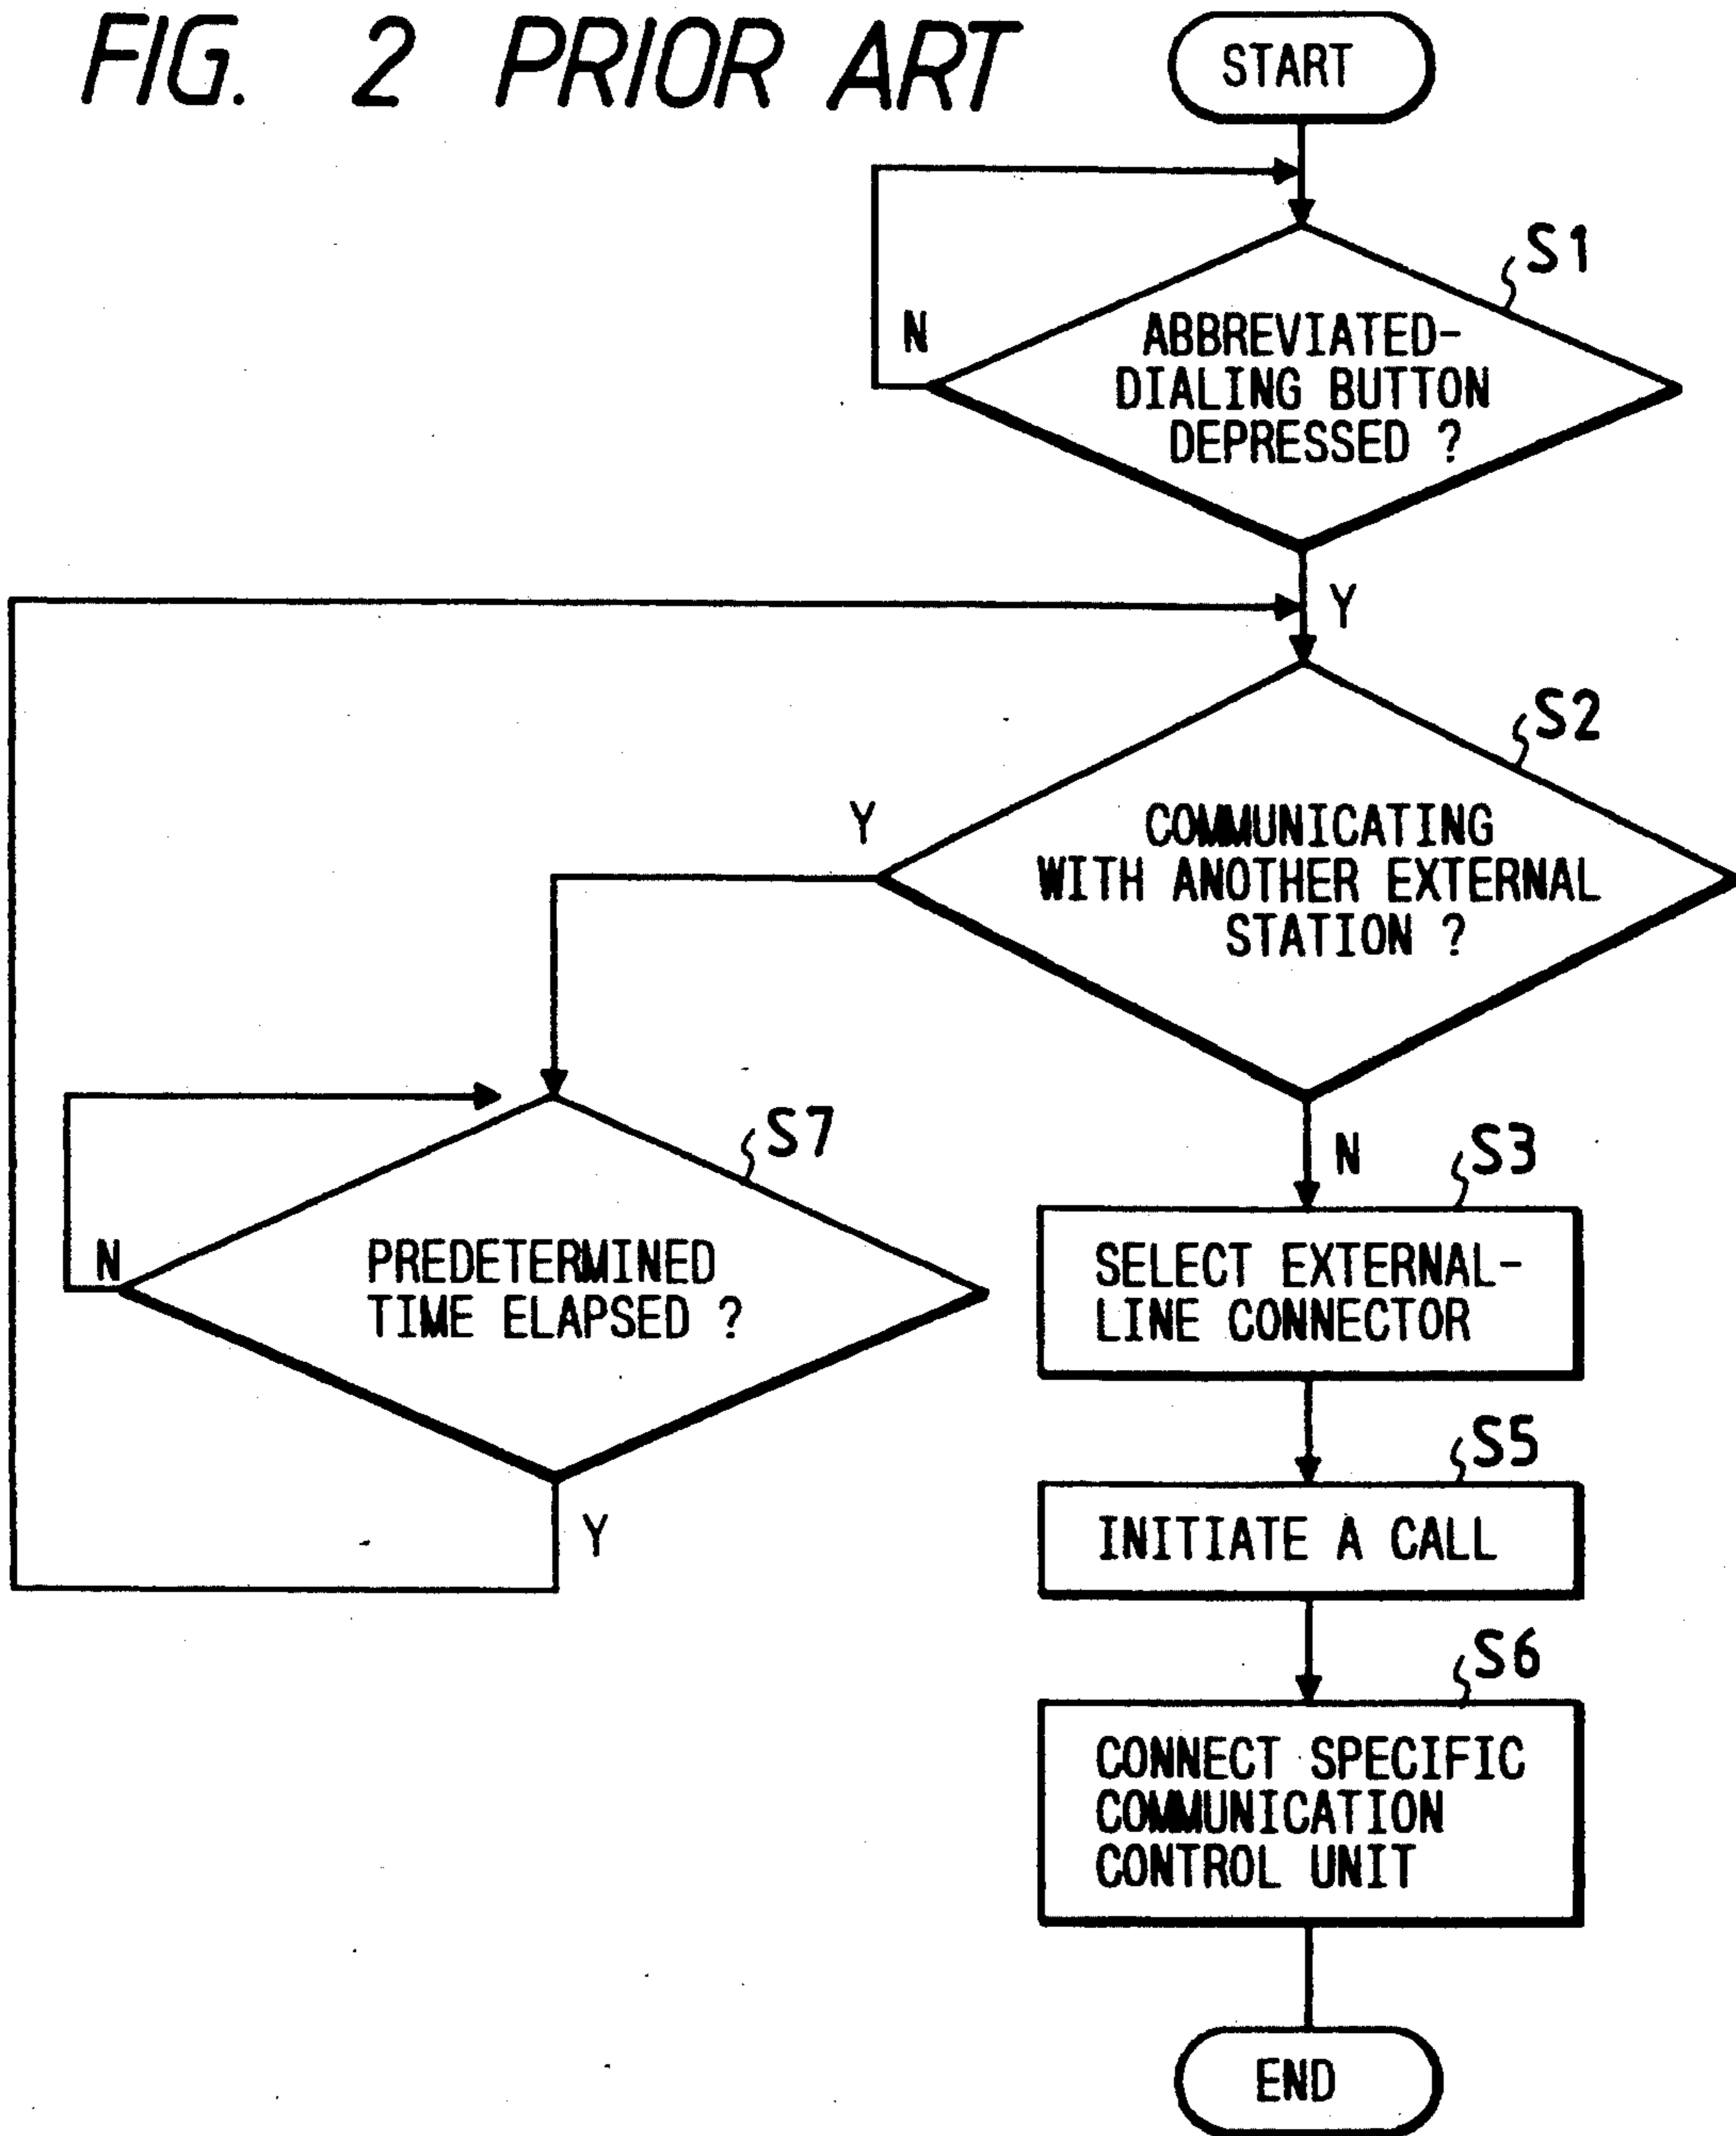 FIG. 2 PRIOR ART
START
S1
N
ABBREVIATED-
DIALING BUTTON
DEPRESSED ?
Y
S2
Y
COMMUNICATING
WITH ANOTHER EXTERNAL
STATION ?
S7
N
S3
N
PREDETERMINED
TIME ELAPSED ?
SELECT EXTERNAL-
LINE CONNECTOR
S5
Y
INITIATE A CALL
S6
CONNECT SPECIFIC
COMMUNICATION
CONTROL UNIT
END